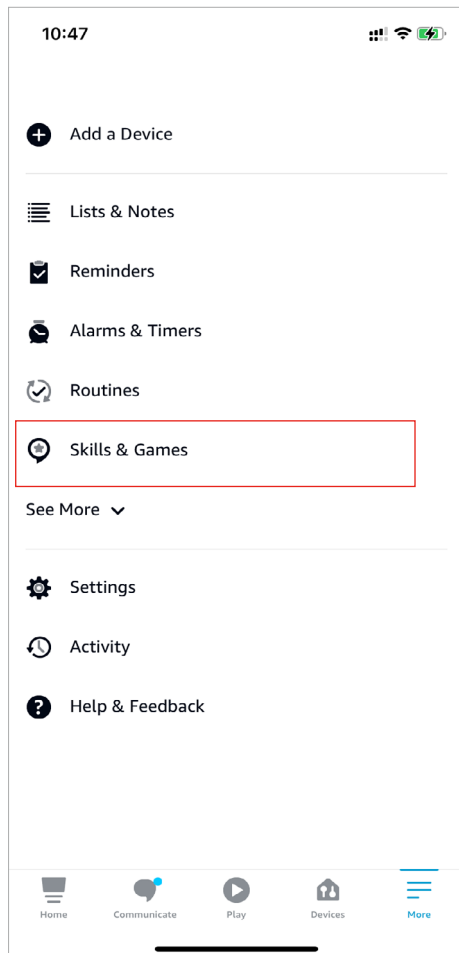 10:47
Add a Device
Lists & Notes
Reminders
Alarms & Timers
Routines
Skills & Games
See More
Settings
Activity
Help & Feedback
Home Communicate Play Devices More